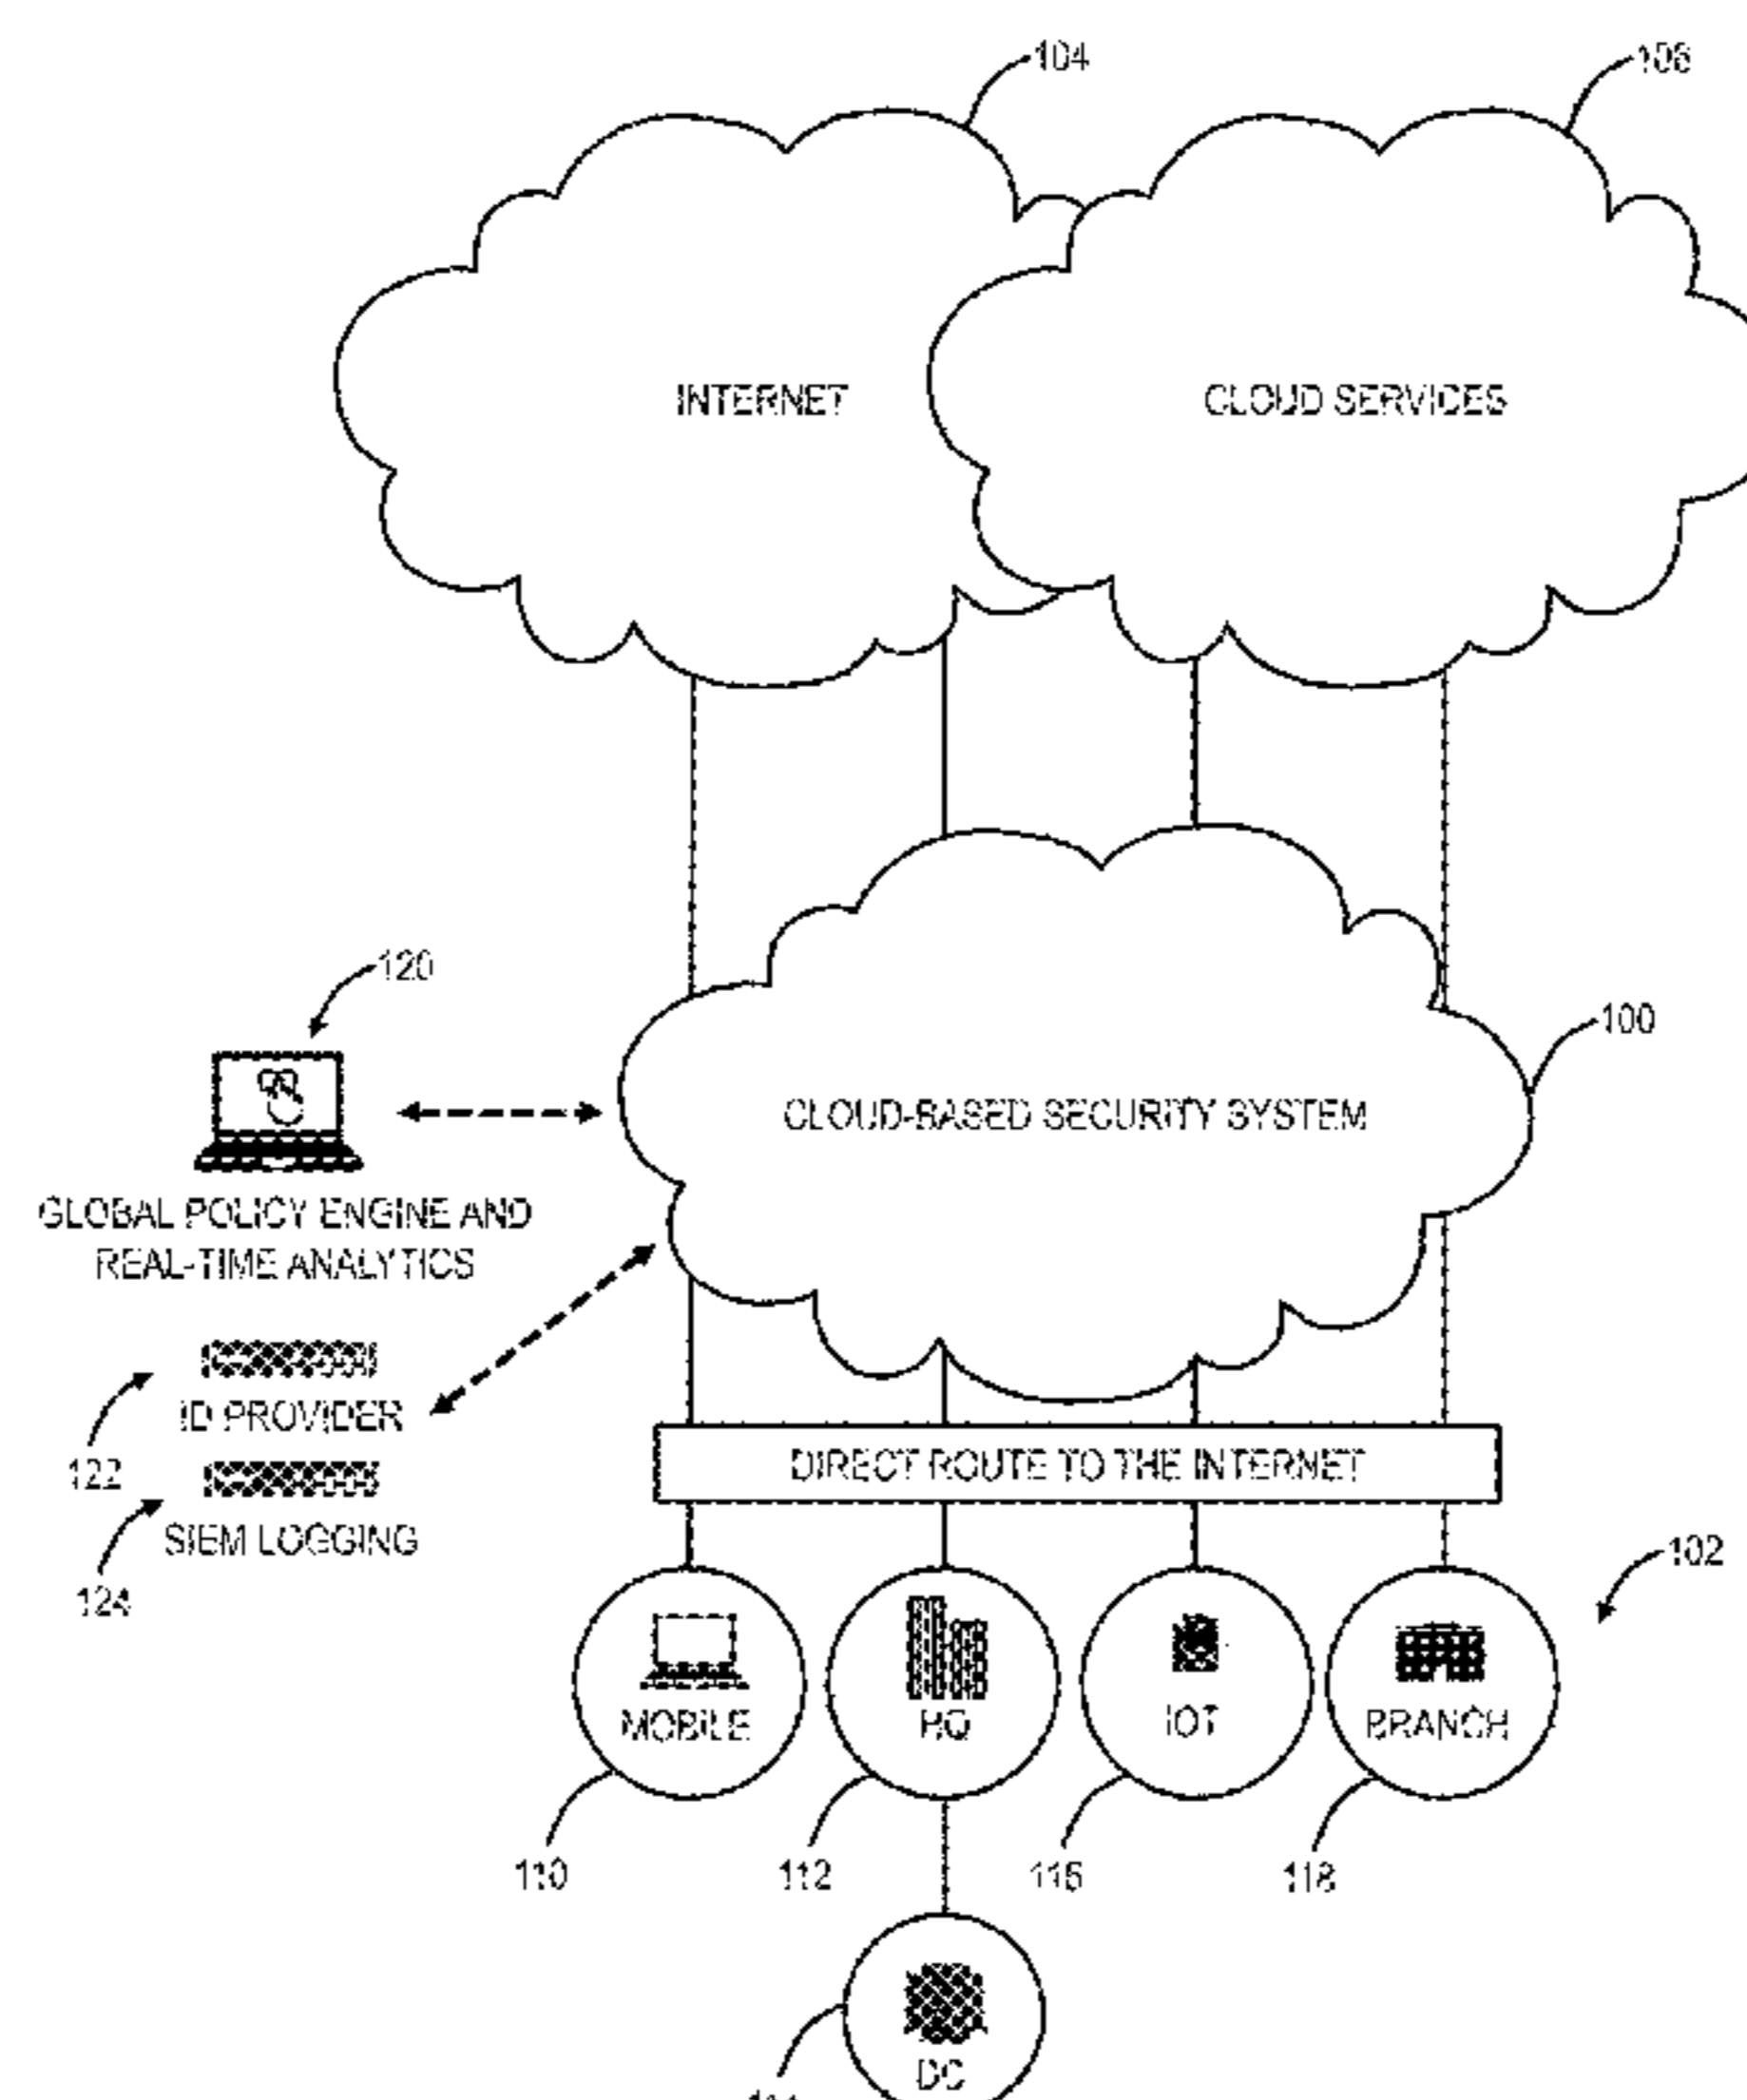 104
106
INTERNET
CLOUD SERVICES
120
100
CLOUD-BASED SECURITY SYSTEM
GLOBAL POLICY ENGINE AND
REAL-TIME ANALYTICS
ID PROVIDER
122
DIRECT ROUTE TO THE INTERNET
SIEM LOGGING
102
124
MOBILE
HQ
IOT
BRANCH
110
112
116
118
DC